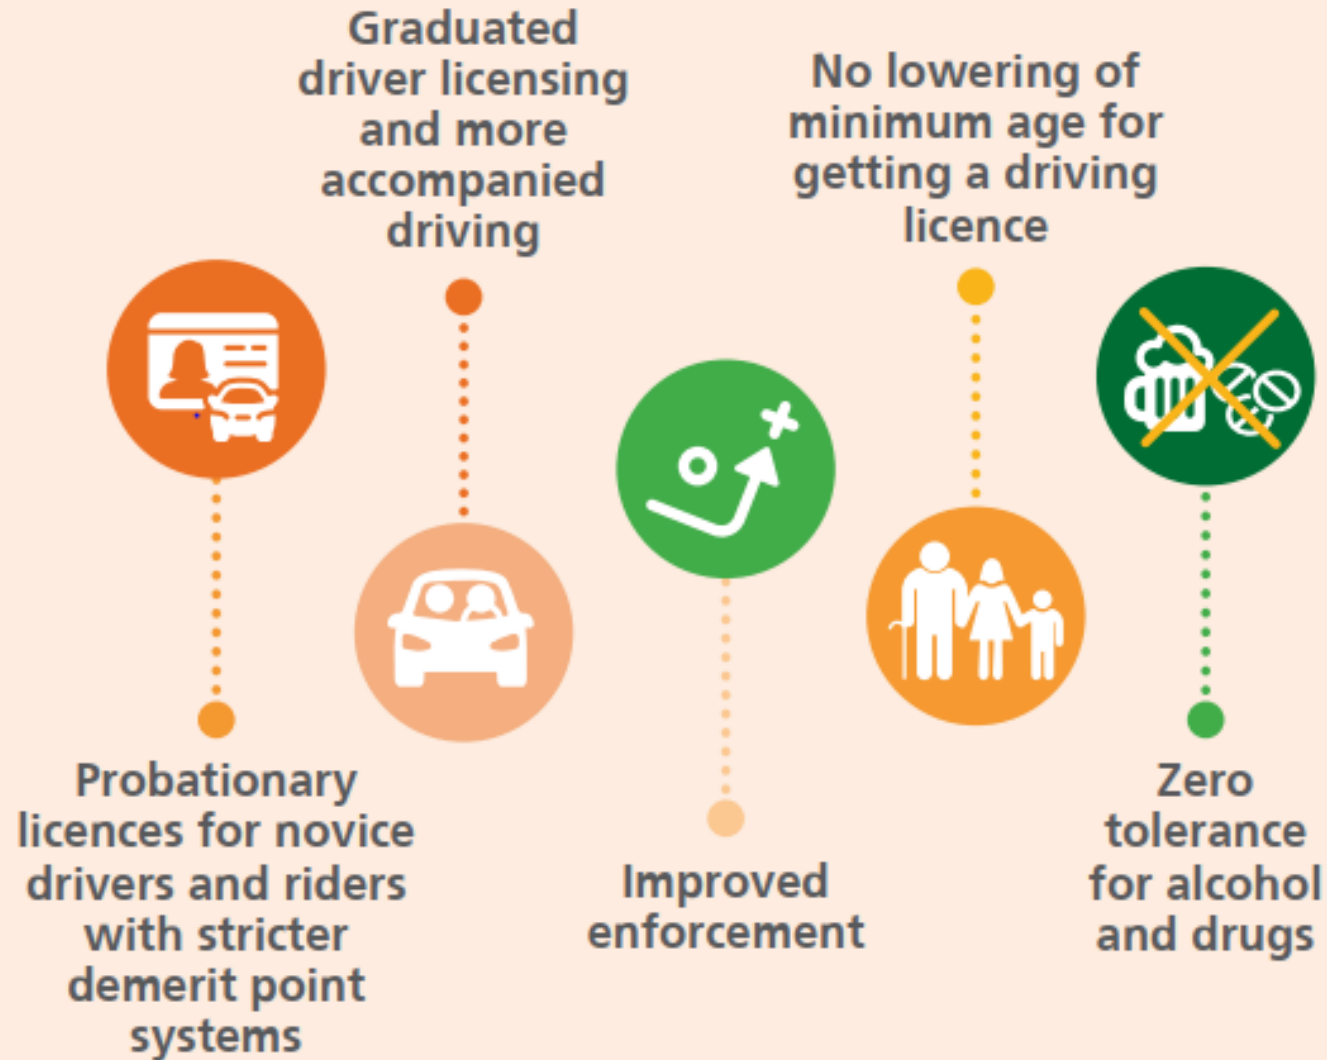 Graduated
driver licensing
and more
accompanied
driving
No lowering of
minimum age for
getting a driving
licence
Probationary
licences for novice
drivers and riders
with stricter
demerit point
systems
Improved
enforcement
Zero
tolerance
for alcohol
and drugs